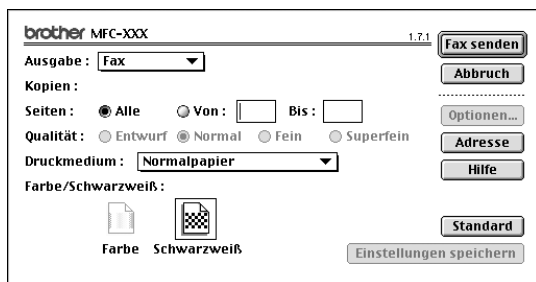 brother MFC-XXX 1.7.1
Fax senden
Ausgabe : Fax
Abbruch
Kopien :
Seiten : Alle Von : Bis :
Optionen...
Qualität : Entwurf Normal Fein Superfein
Adresse
Druckmedium : Normalpapier
Hilfe
Farbe/Schwarzweiß :
Farbe Schwarzweiß
Standard
Einstellungen speichern